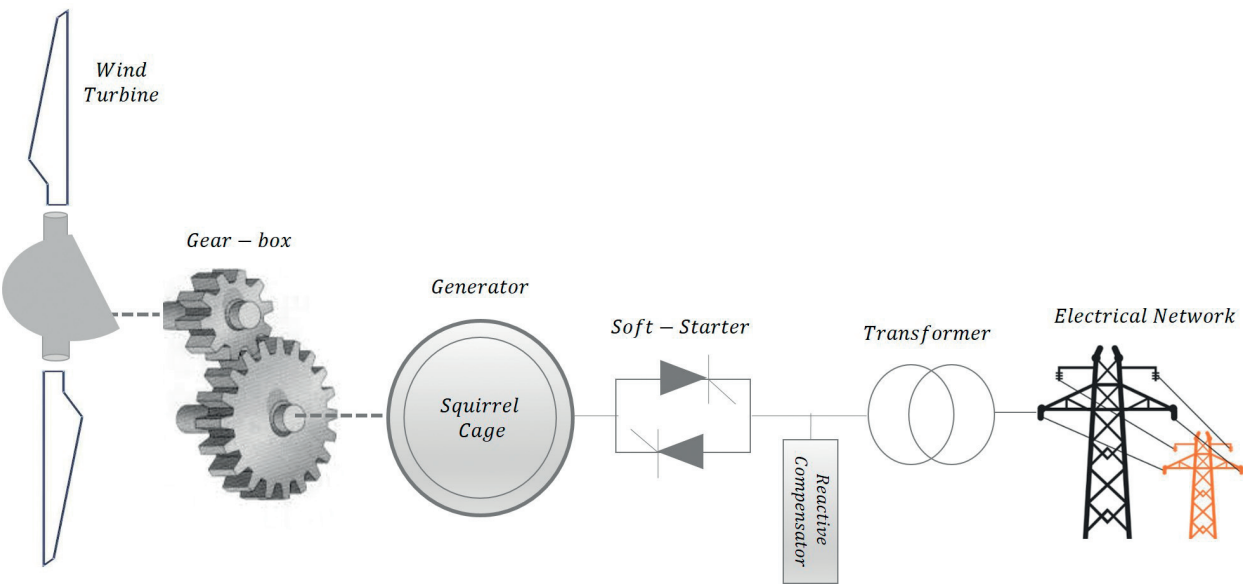 Wind
Turbine
Gear – box
Generator
Squirrel
Cage
Soft – Starter
Reactive
Compensator
Transformer
Electrical Network